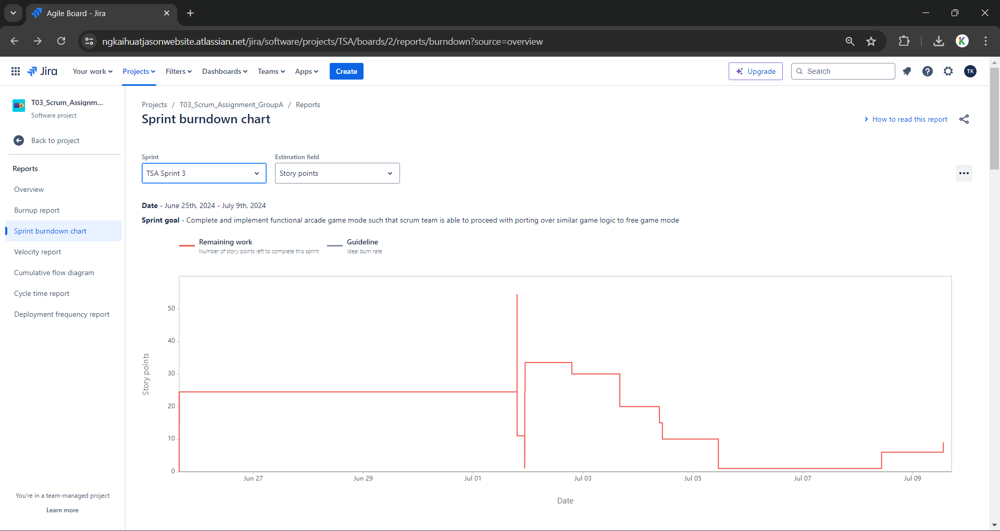 Agile Board - Jira
ngkaihuatjasonwebsite.atlassian.net/jira/software/projects/TSA/boards/2/reports/burndown?source=overview
K
Jira
Your work
Projects
Filters
Dashboards
Teams
Apps
Create
Upgrade
Search
TK
T03_Scrum_Assignm...
Software project
Back to project
Reports
Overview
Burnup report
Sprint burndown chart
Velocity report
Cumulative flow diagram
Cycle time report
Deployment frequency report
You're in a team-managed project
Learn more
Projects / T03_Scrum_Assignment_GroupA / Reports
Sprint burndown chart
How to read this report
Sprint
TSA Sprint 3
Estimation field
Story points
Date - June 25th, 2024 - July 9th, 2024
Sprint goal - Complete and implement functional arcade game mode such that scrum team is able to proceed with porting over similar game logic to free game mode
Remaining work
Number of story points left to complete this sprint
Guideline
Ideal burn rate
50
40
30
20
10
0
Story points
Jun 27
Jun 29
Jul 01
Jul 03
Jul 05
Jul 07
Jul 09
Date